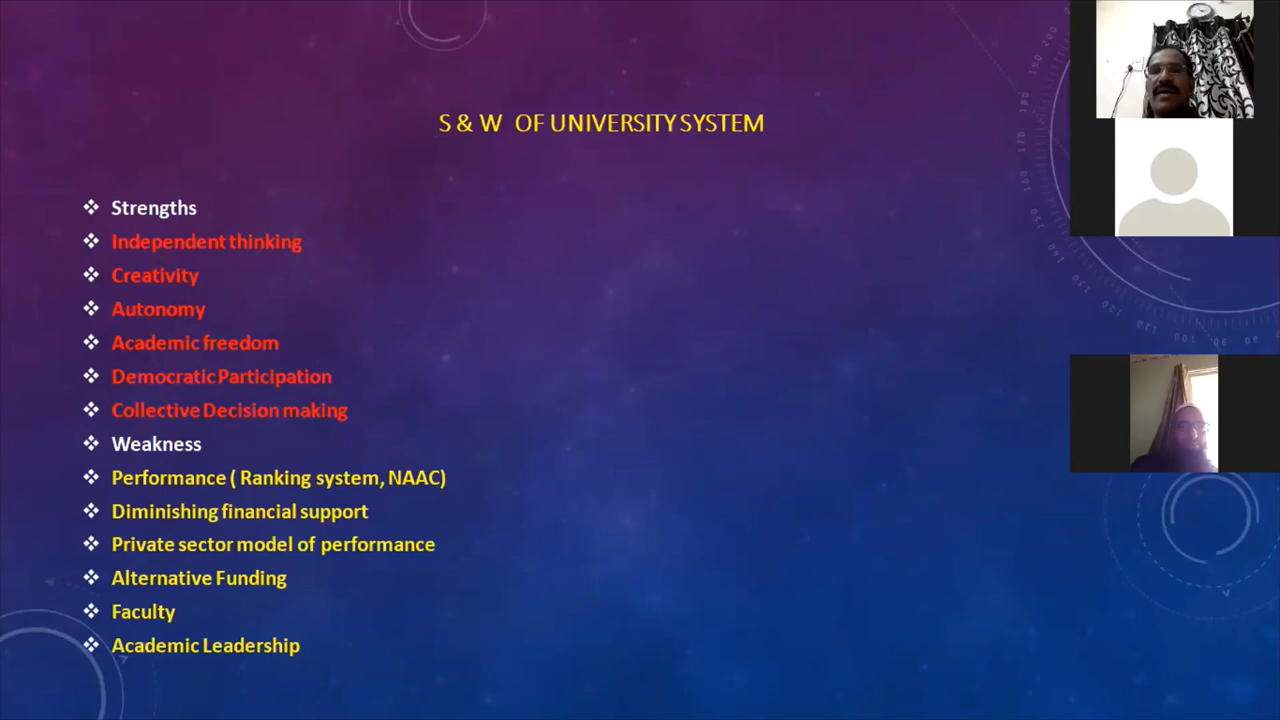 S & W OF UNIVERSITY SYSTEM
Strengths
Independent thinking
Creativity
Autonomy
Academic freedom
Democratic Participation
Collective Decision making
Weakness
Performance ( Ranking system, NAAC)
Diminishing financial support
Private sector model of performance
Alternative Funding
Faculty
Academic Leadership